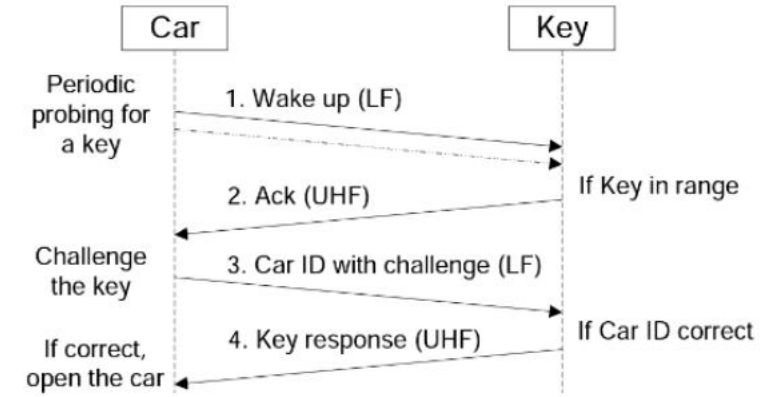 Car
Key
Periodic
probing for
a key
1. Wake up (LF)
If Key in range
2. Ack (UHF)
Challenge
the key
3. Car ID with challenge (LF)
If Car ID correct
4. Key response (UHF)
If correct,
open the car